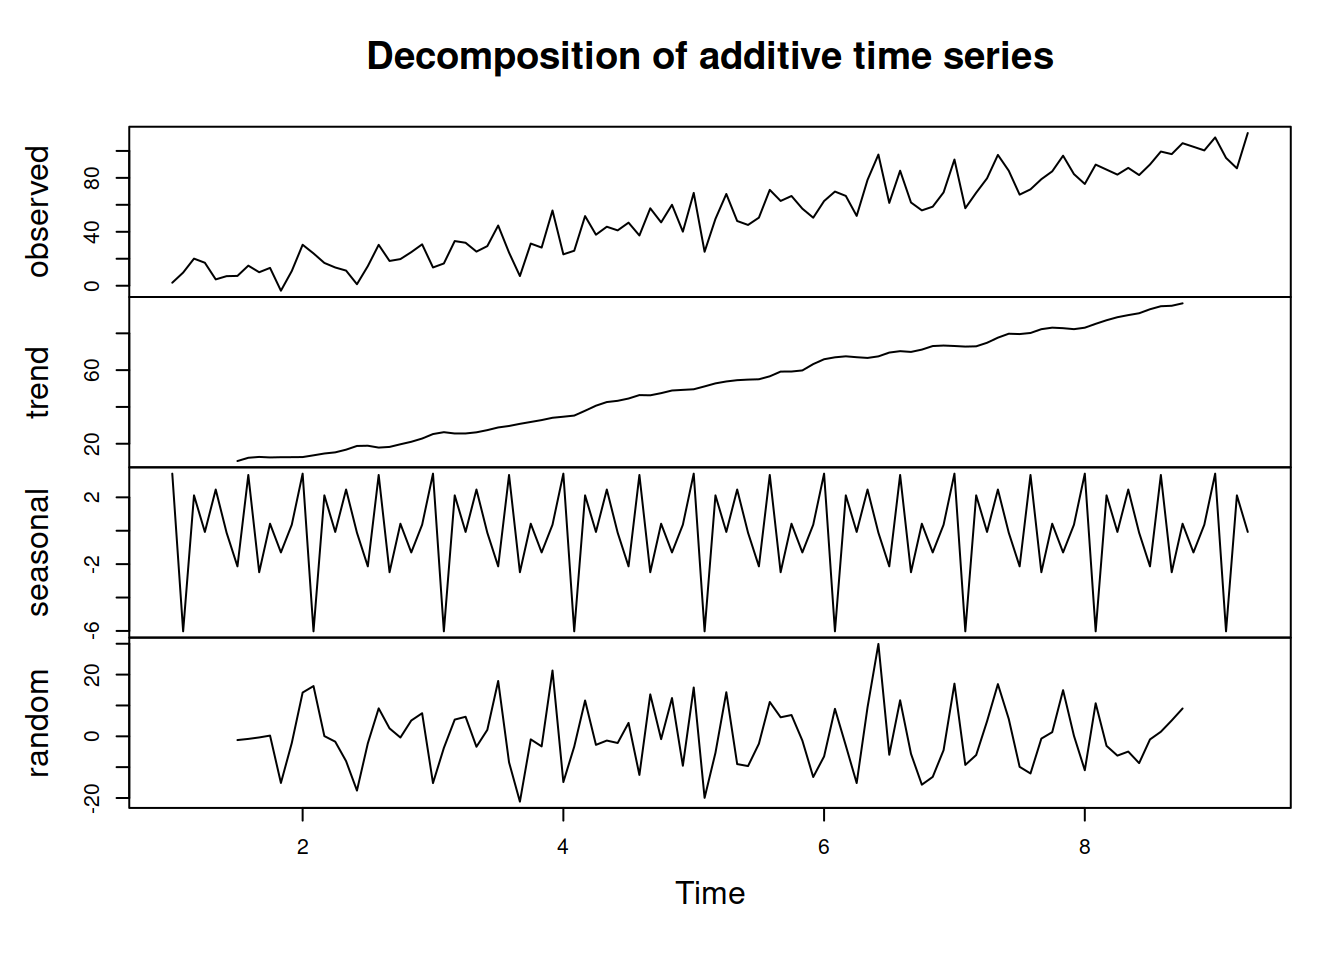 Decomposition of additive time series
observed
0 40 80
trend
20 60
seasonal
-6 -2 2
random
-20 0 20
2 4 6 8
Time